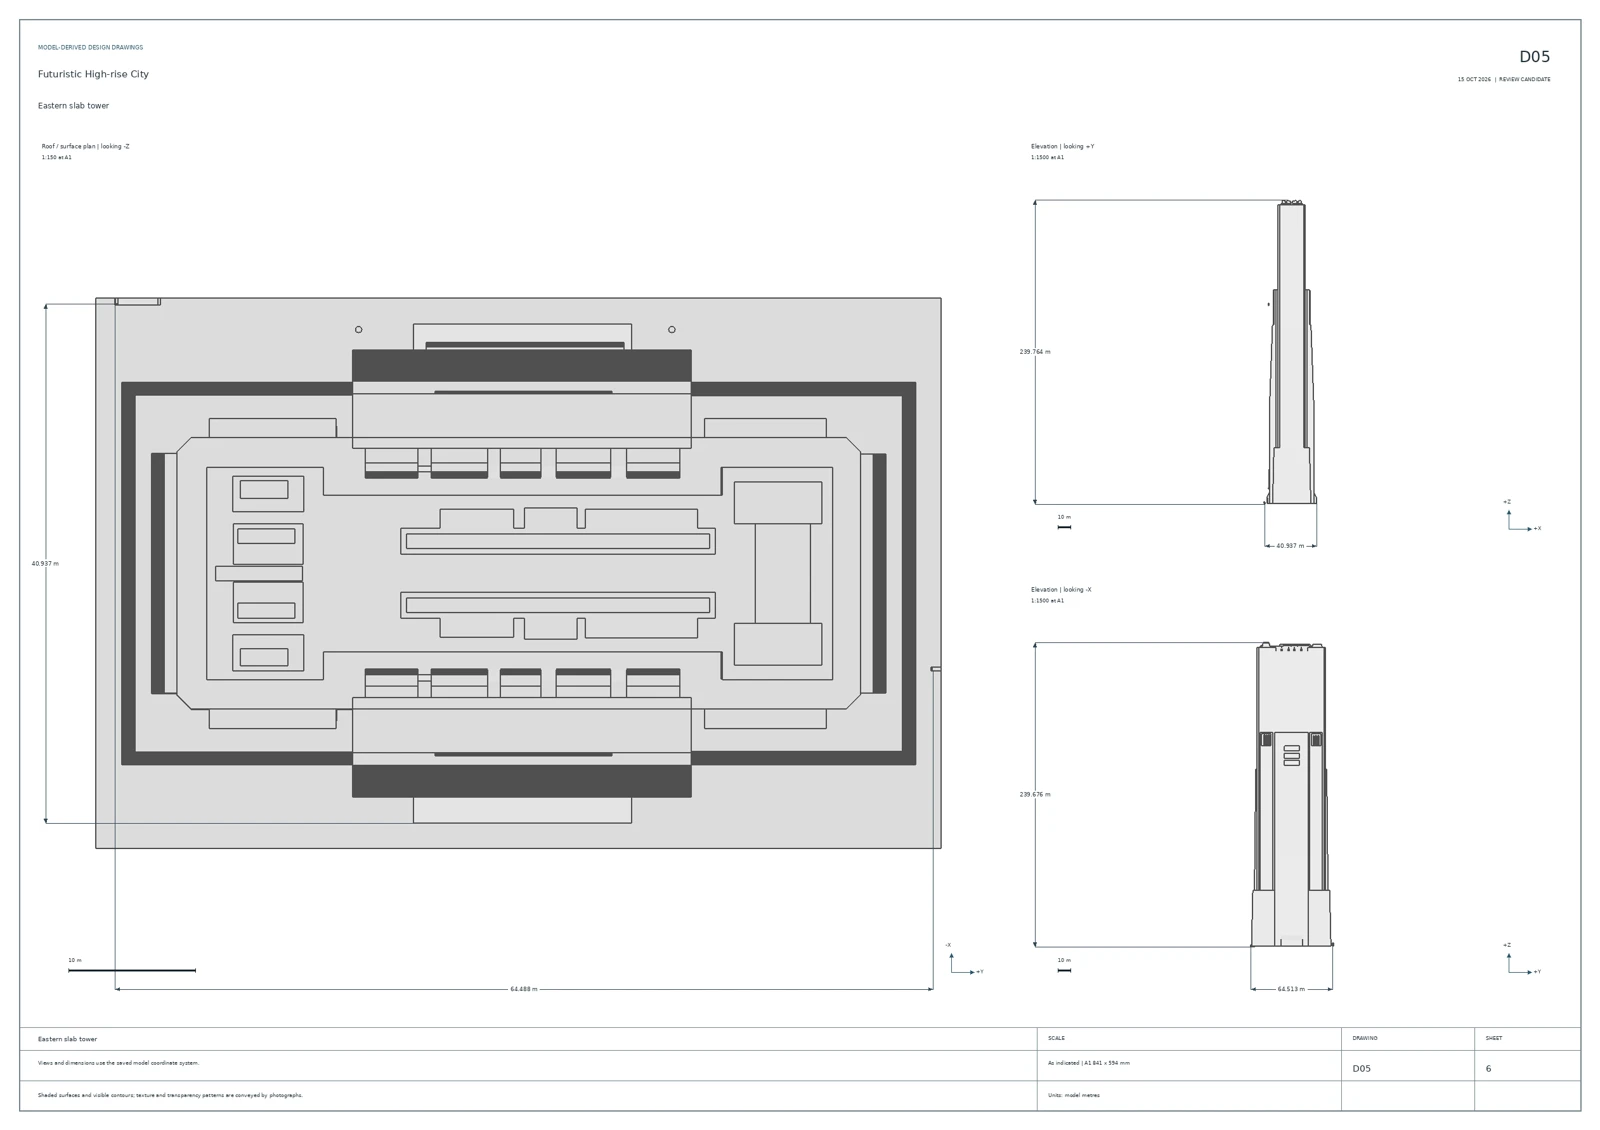 MODEL-DERIVED DESIGN DRAWINGS
Futuristic High-rise City
Eastern slab tower
D05
15 OCT 2026 | REVIEW CANDIDATE
Roof / surface plan | looking -Z
1:150 at A1
40.937 m
10 m
64.488 m
-X
+Y
Elevation | looking +Y
1:1500 at A1
239.764 m
10 m
40.937 m
+Z
+X
Elevation | looking -X
1:1500 at A1
239.676 m
10 m
64.513 m
+Z
+Y
Eastern slab tower
Views and dimensions use the saved model coordinate system.
Shaded surfaces and visible contours; texture and transparency patterns are conveyed by photographs.
SCALE
As indicated | A1 841 x 594 mm
Units: model metres
DRAWING
D05
SHEET
6